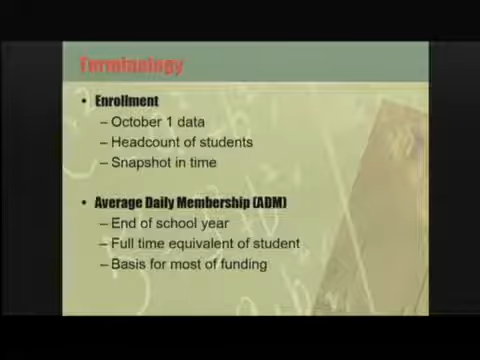 Terminology
• Enrollment
– October 1 data
– Headcount of students
– Snapshot in time
• Average Daily Membership (ADM)
– End of school year
– Full time equivalent of student
– Basis for most of funding